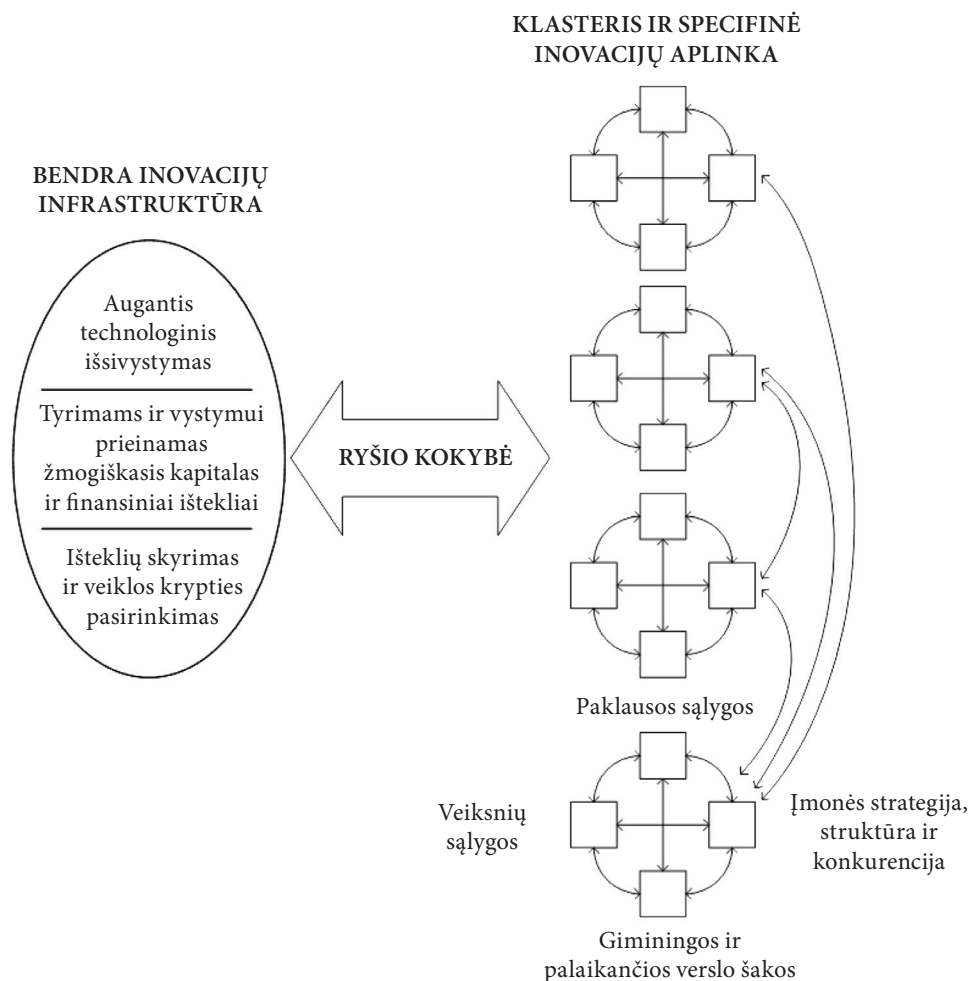 KLASTERIS IR SPECIFINĖ
INOVACIJŲ APLINKA
BENDRA INOVACIJŲ
INFRASTRUKTŪRA
Augantis
technologinis
išsivystymas
Tyrimams ir vystymui
prieinamas
žmogiškasis kapitalas
ir finansiniai ištekliai
Išteklių skyrimas
ir veiklos krypties
pasirinkimas
RYŠIO KOKYBĖ
Paklausos sąlygos
Veiksnių
sąlygos
Įmonės strategija,
struktūra ir
konkurencija
Giminingos ir
palaikančios verslo šakos